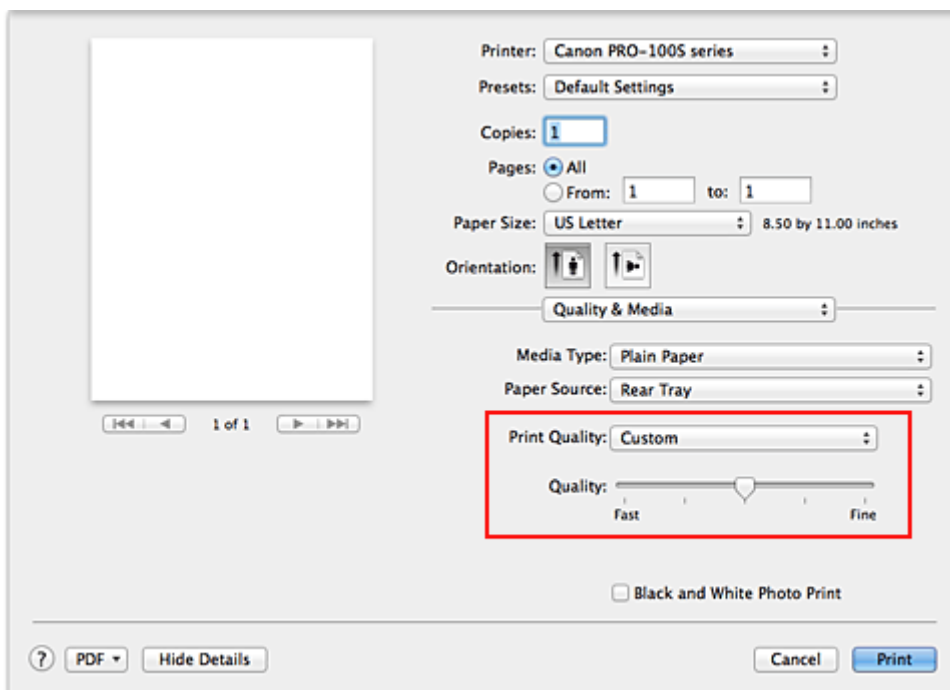 Printer: Canon PRO-100S series
Presets: Default Settings
Copies: 1
Pages: All
From: 1 to: 1
Paper Size: US Letter 8.50 by 11.00 inches
Orientation:
Quality & Media
Media Type: Plain Paper
Paper Source: Rear Tray
1 of 1
Print Quality: Custom
Quality:
Fast Fine
Black and White Photo Print
? PDF Hide Details Cancel Print